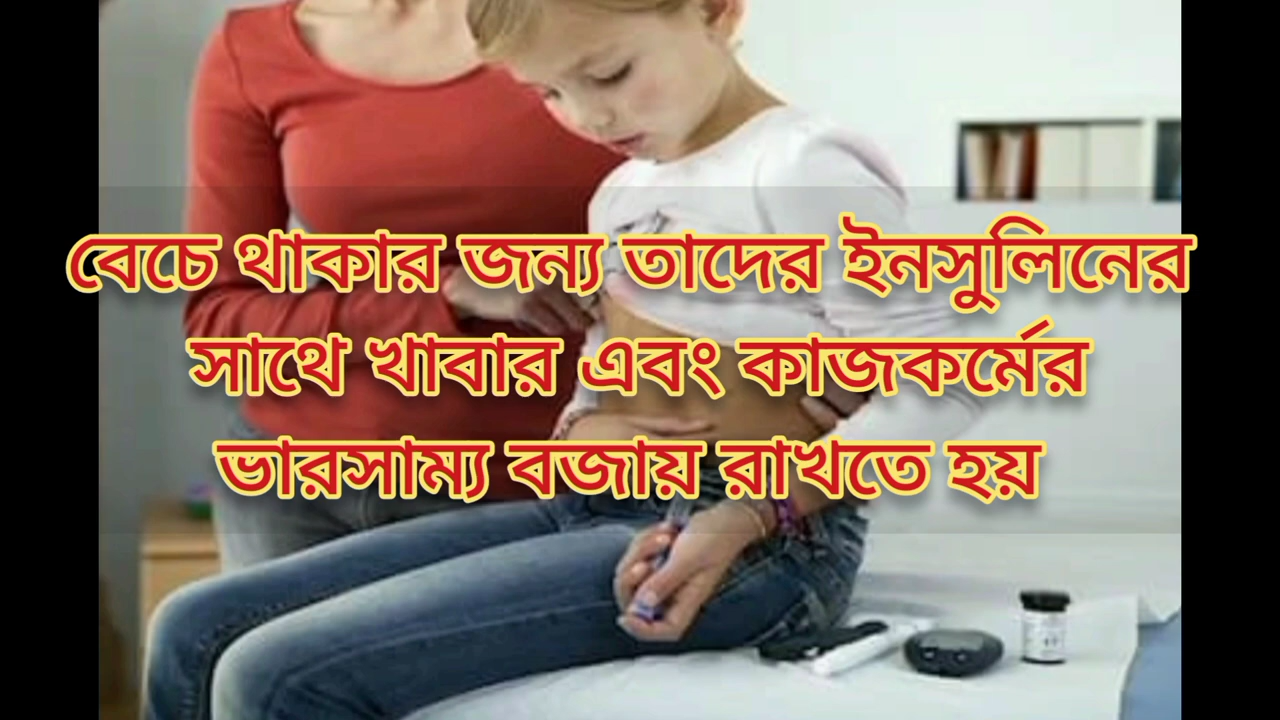 বেচে থাকার জন্য তাদের ইনসুলিনের
সাথে খাবার এবং কাজকর্মের
ভারসাম্য বজায় রাখতে হয়